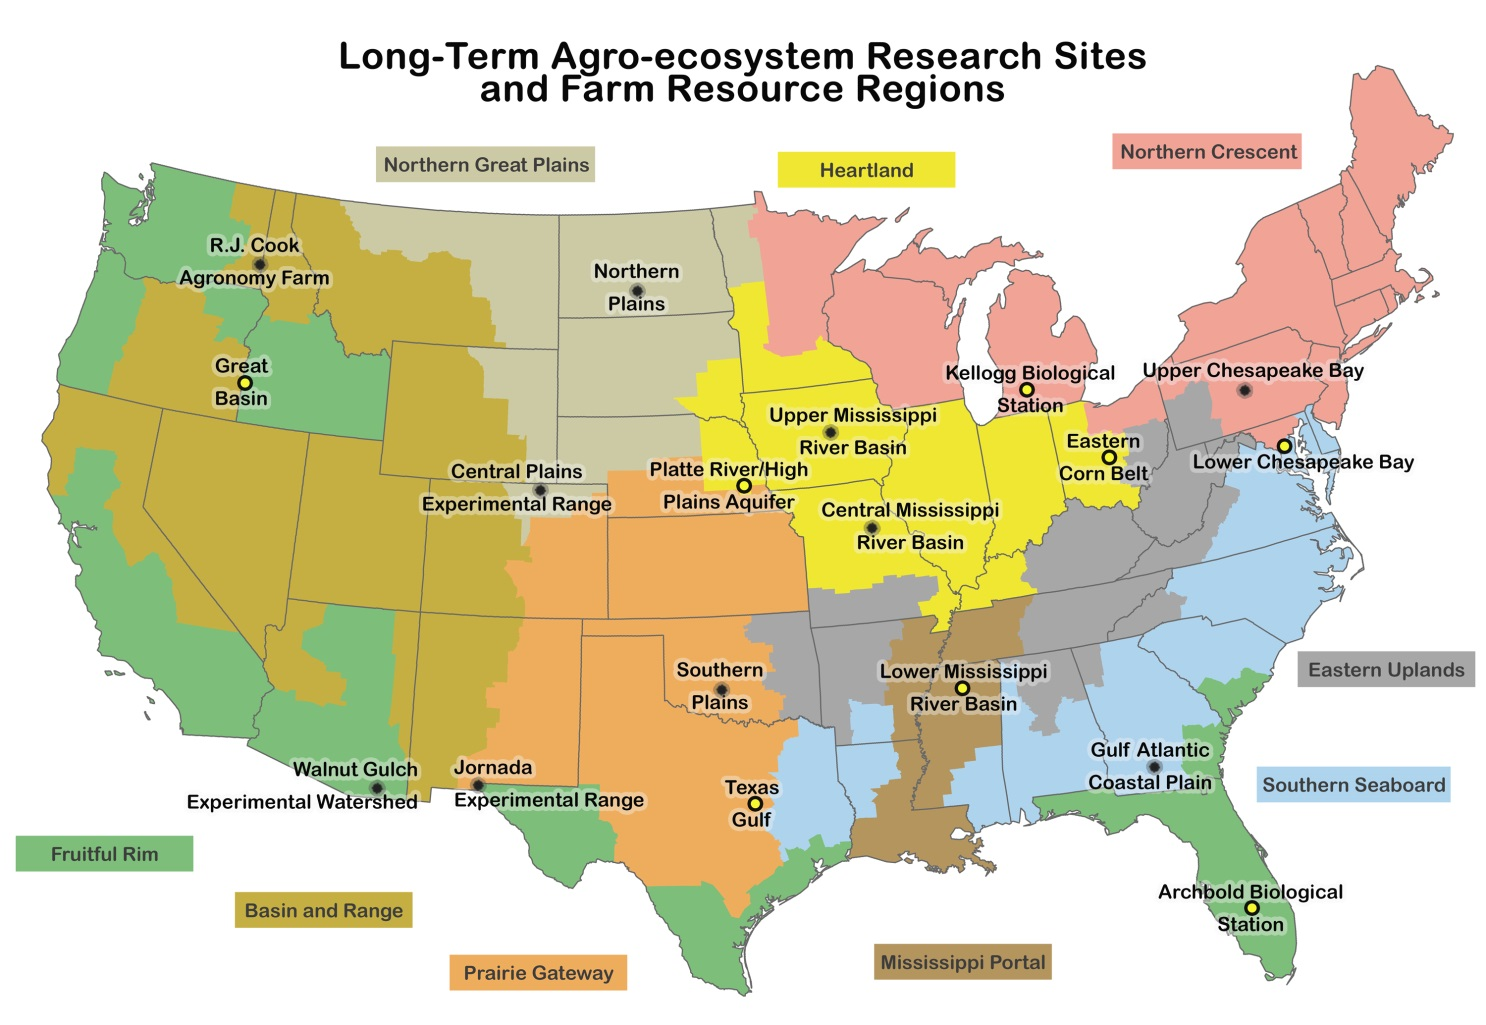 Long-Term Agro-ecosystem Research Sites
and Farm Resource Regions
Northern Great Plains
Heartland
Northern Crescent
R.J. Cook
Agronomy Farm
Northern
Plains
Great
Basin
Kellogg Biological
Station
Upper Chesapeake Bay
Upper Mississippi
River Basin
Eastern
Corn Belt
Lower Chesapeake Bay
Central Plains
Experimental Range
Platte River/High
Plains Aquifer
Central Mississippi
River Basin
Southern
Plains
Lower Mississippi
River Basin
Eastern Uplands
Walnut Gulch
Experimental Watershed
Jornada
Experimental Range
Texas
Gulf
Gulf Atlantic
Coastal Plain
Southern Seaboard
Fruitful Rim
Basin and Range
Archbold Biological
Station
Prairie Gateway
Mississippi Portal